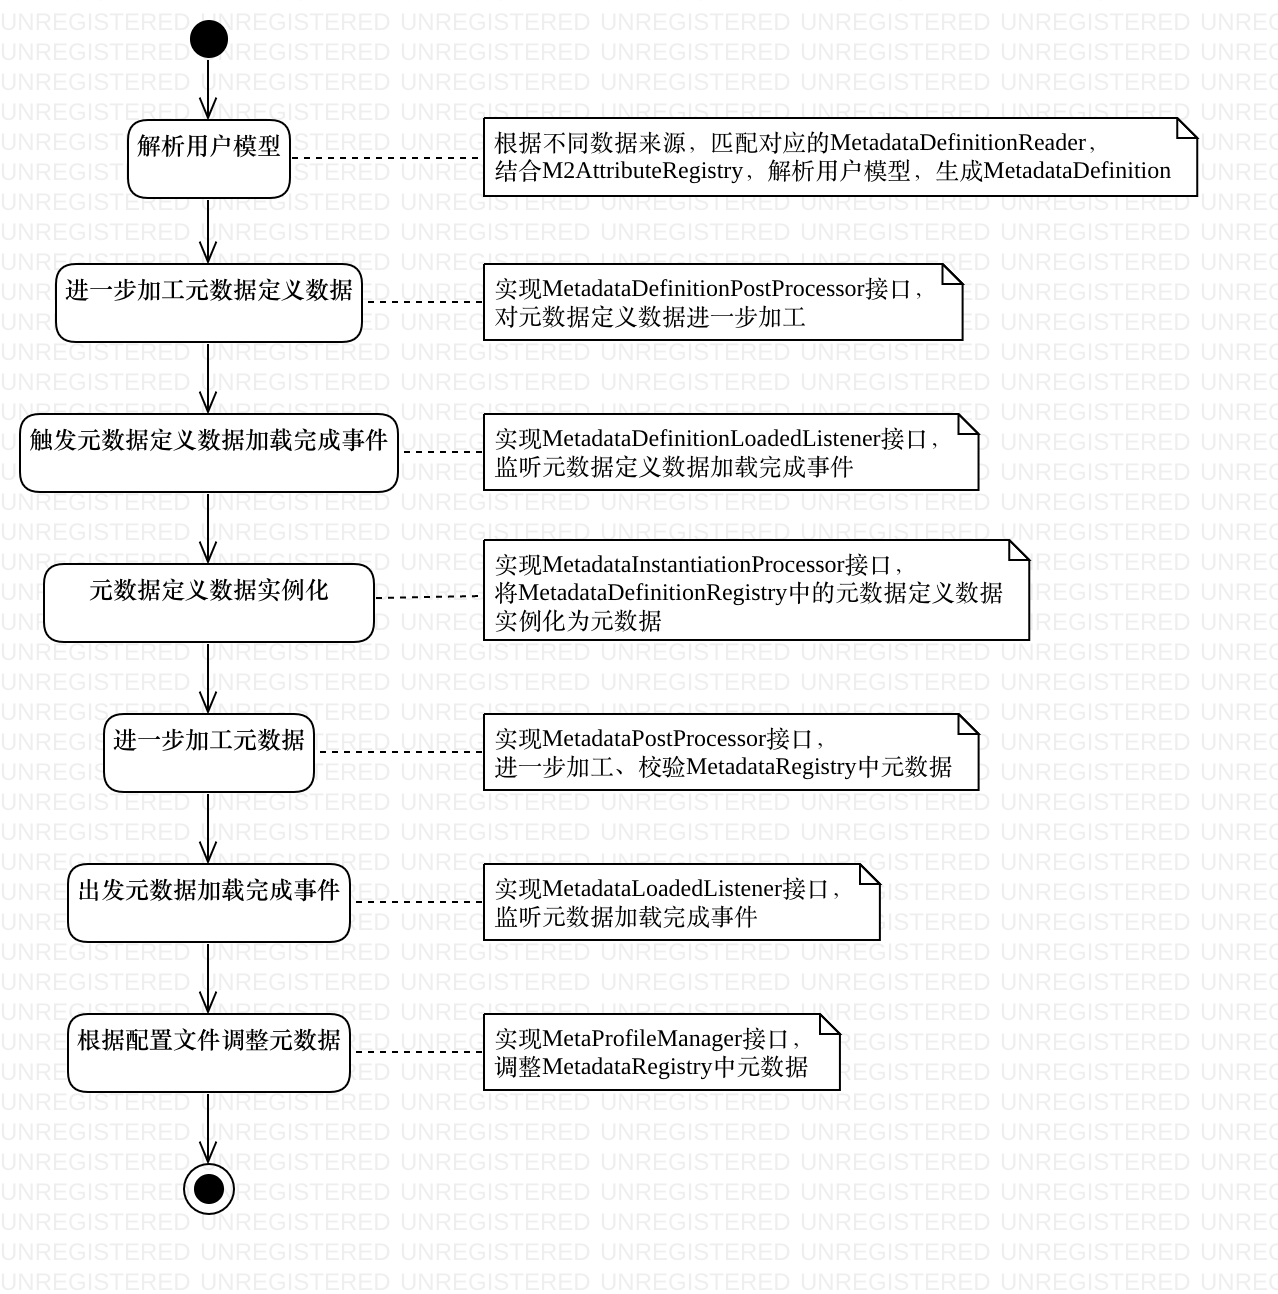 解析用户模型
根据不同数据来源，匹配对应的MetadataDefinitionReader，
结合M2AttributeRegistry，解析用户模型，生成MetadataDefinition
进一步加工元数据定义数据
实现MetadataDefinitionPostProcessor接口，
对元数据定义数据进一步加工
触发元数据定义数据加载完成事件
实现MetadataDefinitionLoadedListener接口，
监听元数据定义数据加载完成事件
元数据定义数据实例化
实现MetadataInstantiationProcessor接口，
将MetadataDefinitionRegistry中的元数据定义数据
实例化为元数据
进一步加工元数据
实现MetadataPostProcessor接口，
进一步加工、校验MetadataRegistry中元数据
出发元数据加载完成事件
实现MetadataLoadedListener接口，
监听元数据加载完成事件
根据配置文件调整元数据
实现MetaProfileManager接口，
调整MetadataRegistry中元数据
UNREGISTERED